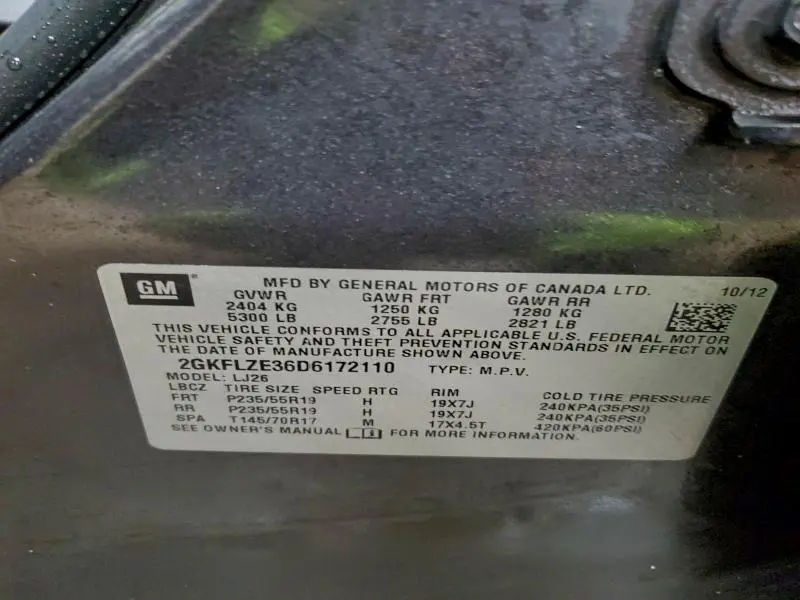 GM ® MFD BY GENERAL MOTORS OF CANADA LTD. 10/12
GVWR GAWR FRT GAWR RR
2404 KG 1250 KG 1280 KG
5300 LB 2755 LB 2821 LB
THIS VEHICLE CONFORMS TO ALL APPLICABLE U.S. FEDERAL MOTOR
VEHICLE SAFETY AND THEFT PREVENTION STANDARDS IN EFFECT ON
THE DATE OF MANUFACTURE SHOWN ABOVE.
2GKFLZE36D6172110 TYPE: M.P.V.
MODEL: LJ26
LBCZ TIRE SIZE SPEED RTG RIM COLD TIRE PRESSURE
FRT P235/55R19 H 19X7J 240KPA(35PSI)
RR P235/55R19 H 19X7J 240KPA(35PSI)
SPA T145/70R17 M 17X4.5T 420KPA(60PSI)
SEE OWNER'S MANUAL FOR MORE INFORMATION.